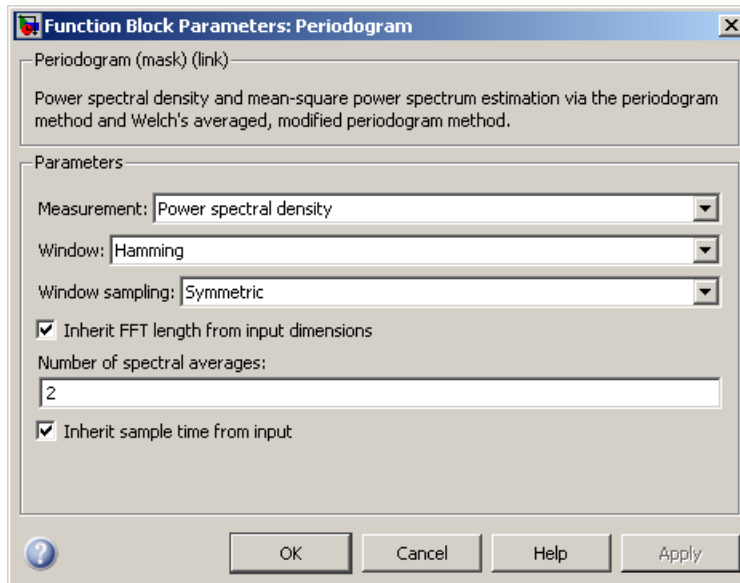 Function Block Parameters: Periodogram
Periodogram (mask) (link)
Power spectral density and mean-square power spectrum estimation via the periodogram
method and Welch's averaged, modified periodogram method.
Parameters
Measurement: Power spectral density
Window: Hamming
Window sampling: Symmetric
Inherit FFT length from input dimensions
Number of spectral averages:
2
Inherit sample time from input
? OK Cancel Help Apply